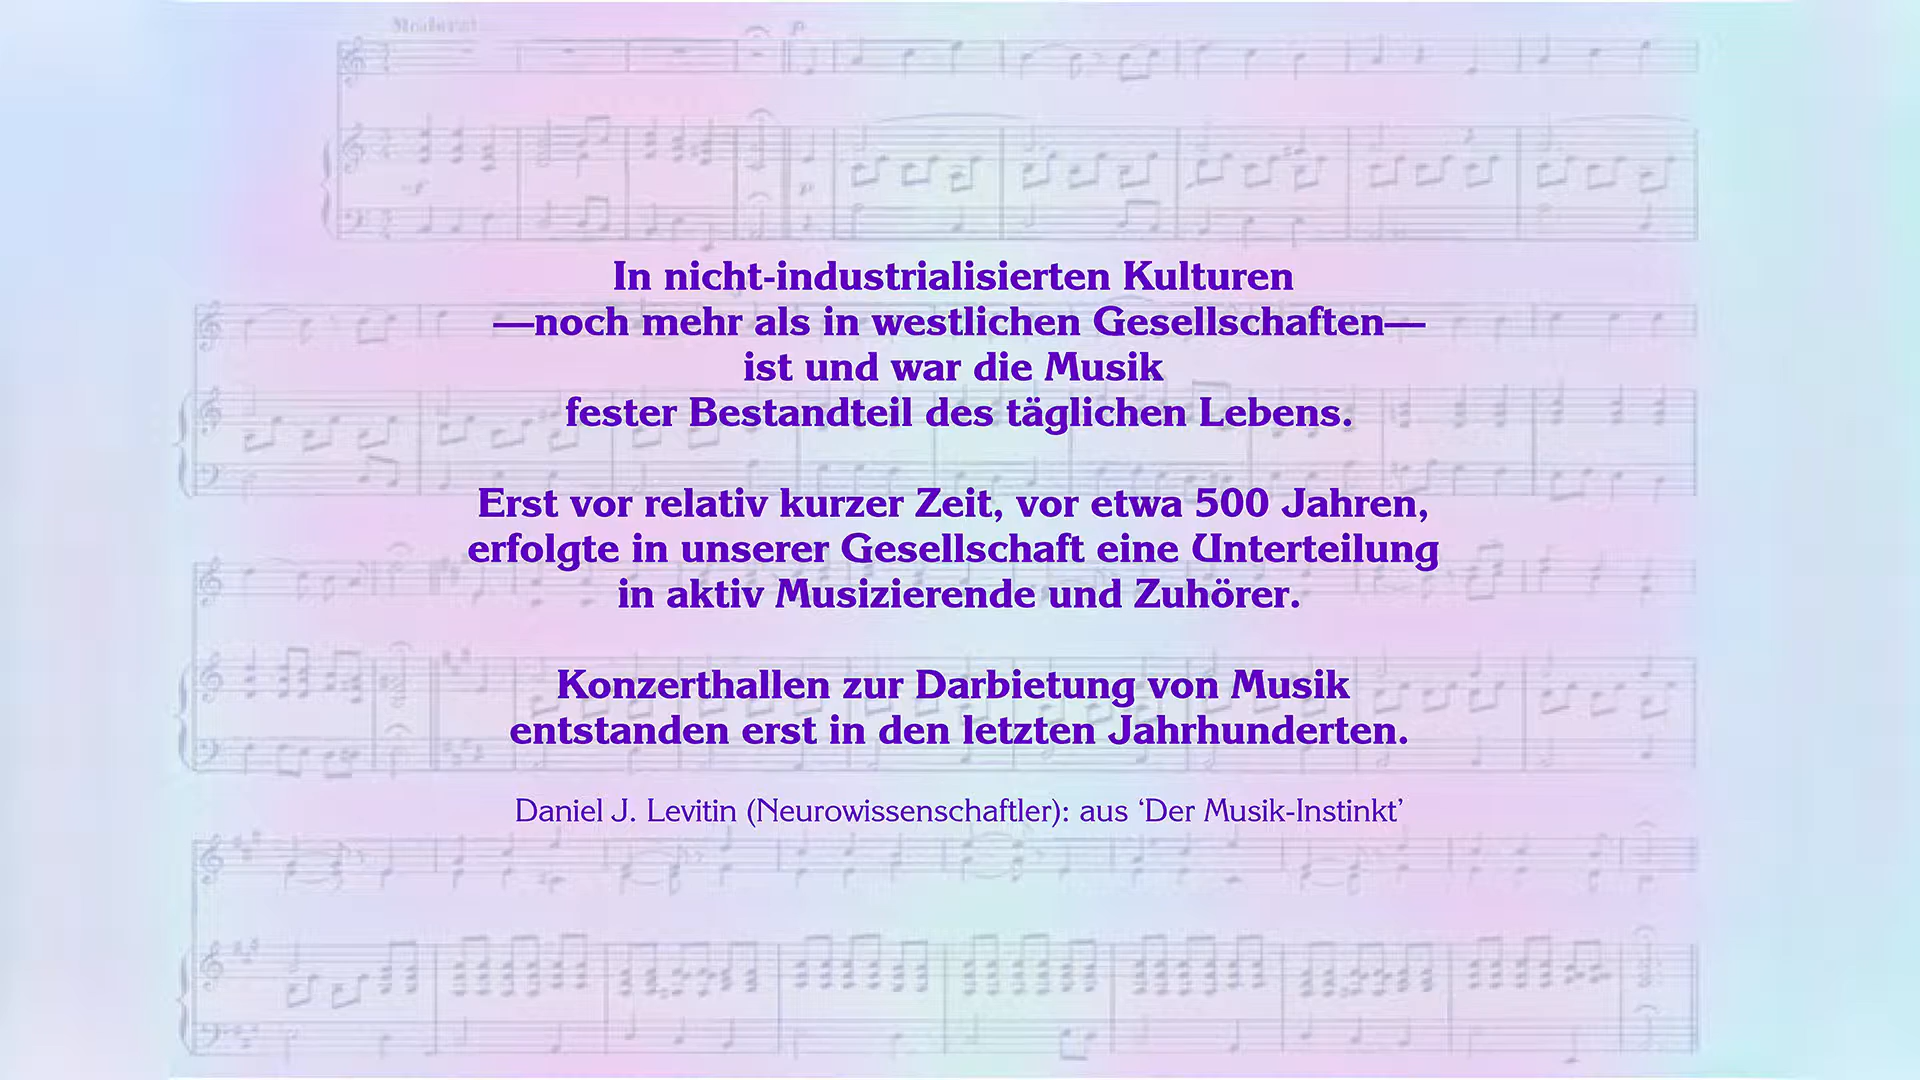 In nicht-industrialisierten Kulturen
—noch mehr als in westlichen Gesellschaften—
ist und war die Musik
fester Bestandteil des täglichen Lebens.
Erst vor relativ kurzer Zeit, vor etwa 500 Jahren,
erfolgte in unserer Gesellschaft eine Unterteilung
in aktiv Musizierende und Zuhörer.
Konzerthallen zur Darbietung von Musik
entstanden erst in den letzten Jahrhunderten.
Daniel J. Levitin (Neurowissenschaftler): aus ‘Der Musik-Instinkt’